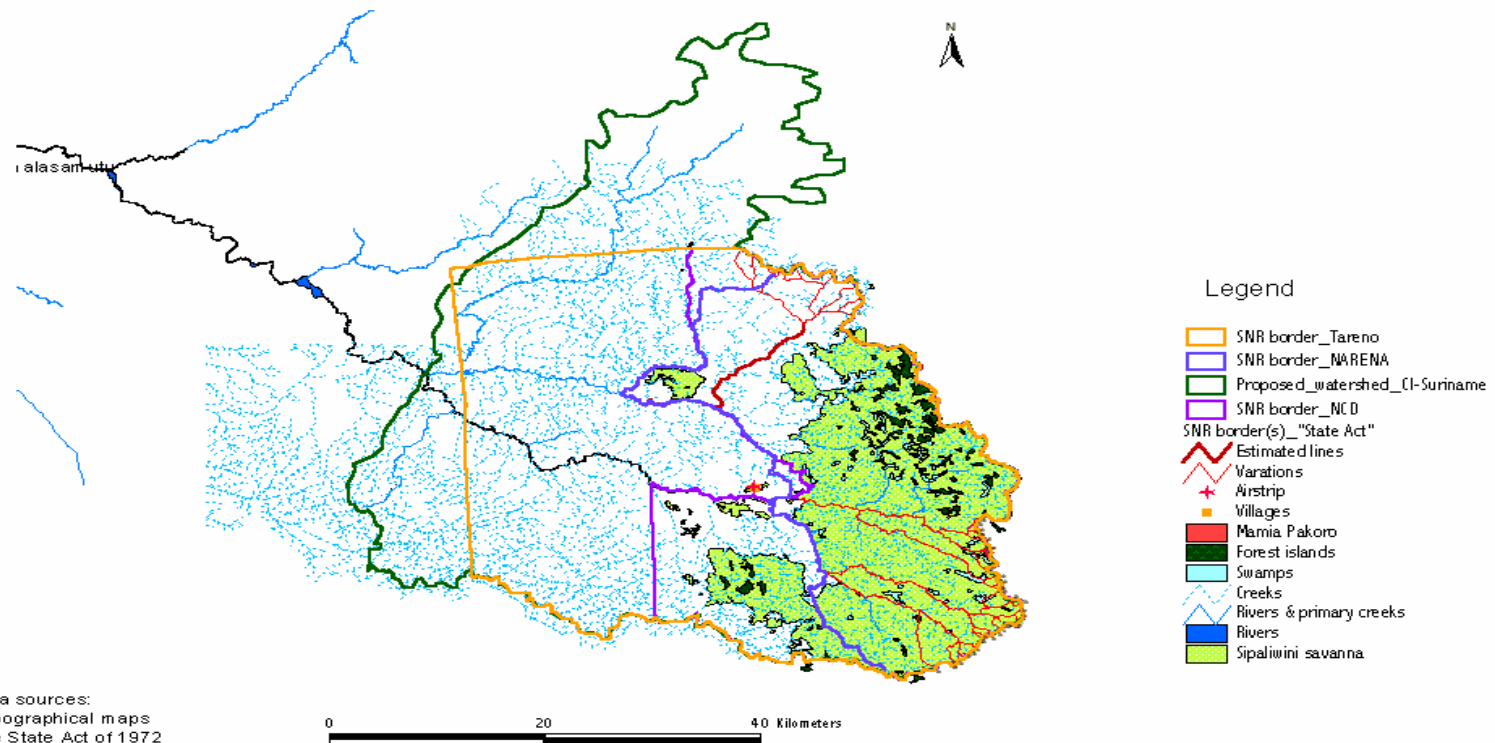 N
alasamutu
Legend
SNR border_Tareno
SNR border_NARENA
Proposed_watershed_CI-Suriname
SNR border_NCD
SNR border(s)_"State Act"
Estimated lines
Varations
Airstrip
Villages
Mamia Pakoro
Forest islands
Swamps
Creeks
Rivers & primary creeks
Rivers
Sipaliwini savanna
a sources:
ographical maps
State Act of 1972
0 20 40 Kilometers